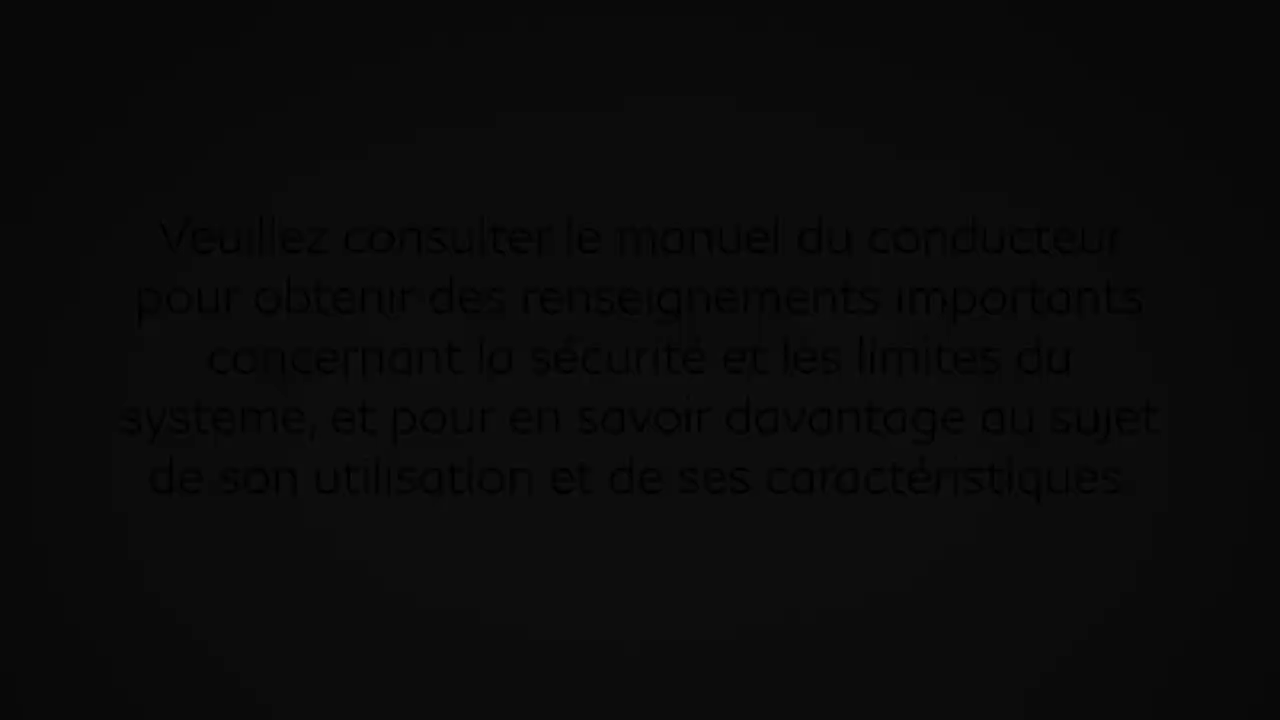 Veuillez consulter le manuel du conducteur
pour obtenir des renseignements importants
concernant la sécurité et les limites du
système, et pour en savoir davantage au sujet
de son utilisation et de ses caractéristiques.